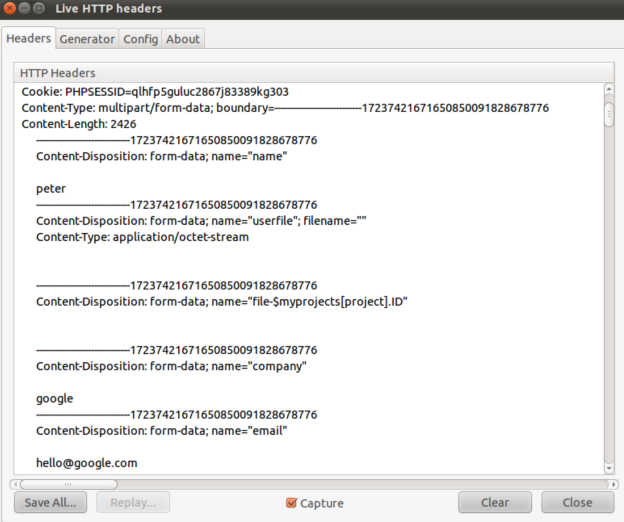 Live HTTP headers
Headers Generator Config About
HTTP Headers
Cookie: PHPSESSID=qlhfp5guluc2867j83389kg303
Content-Type: multipart/form-data; boundary=---------------------------17237421671650850091828678776
Content-Length: 2426
-----------------------------17237421671650850091828678776
Content-Disposition: form-data; name="name"
peter
-----------------------------17237421671650850091828678776
Content-Disposition: form-data; name="userfile"; filename=""
Content-Type: application/octet-stream
-----------------------------17237421671650850091828678776
Content-Disposition: form-data; name="file-$myprojects[project].ID"
-----------------------------17237421671650850091828678776
Content-Disposition: form-data; name="company"
google
-----------------------------17237421671650850091828678776
Content-Disposition: form-data; name="email"
hello@google.com
Save All... Replay... Capture Clear Close